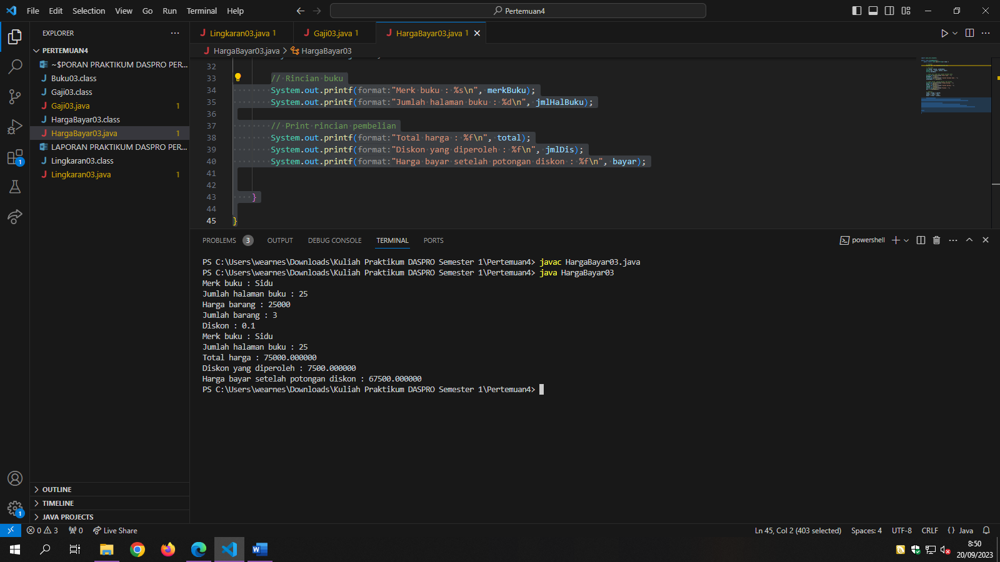 File Edit Selection View Go Run Terminal Help
Pertemuan4
EXPLORER
PERTEMUAN4
~$PORAN PRAKTIKUM DASPRO PER...
Buku03.class
Gaji03.class
Gaji03.java 1
HargaBayar03.class
HargaBayar03.java 1
LAPORAN PRAKTIKUM DASPRO PER...
Lingkaran03.class
Lingkaran03.java 1
OUTLINE
TIMELINE
JAVA PROJECTS
Lingkaran03.java 1 Gaji03.java 1 HargaBayar03.java 1
HargaBayar03.java > HargaBayar03
32
33 // Rincian buku
34 System.out.printf(format:"Merk buku : %s\n", merkBuku);
35 System.out.printf(format:"Jumlah halaman buku : %d\n", jmlHalBuku);
36
37 // Print rincian pembelian
38 System.out.printf(format:"Total harga : %f\n", total);
39 System.out.printf(format:"Diskon yang diperoleh : %f\n", jmlDis);
40 System.out.printf(format:"Harga bayar setelah potongan diskon : %f\n", bayar);
41
42
43 }
44
45 }
PROBLEMS 3 OUTPUT DEBUG CONSOLE TERMINAL PORTS
powershell
PS C:\Users\wearnes\Downloads\Kuliah Praktikum DASPRO Semester 1\Pertemuan4> javac HargaBayar03.java
PS C:\Users\wearnes\Downloads\Kuliah Praktikum DASPRO Semester 1\Pertemuan4> java HargaBayar03
Merk buku : Sidu
Jumlah halaman buku : 25
Harga barang : 25000
Jumlah barang : 3
Diskon : 0.1
Merk buku : Sidu
Jumlah halaman buku : 25
Total harga : 75000.000000
Diskon yang diperoleh : 7500.000000
Harga bayar setelah potongan diskon : 67500.000000
PS C:\Users\wearnes\Downloads\Kuliah Praktikum DASPRO Semester 1\Pertemuan4>
1
1
0 3 0 Live Share
Ln 45, Col 2 (403 selected) Spaces: 4 UTF-8 CRLF {} Java
8:50
20/09/2023